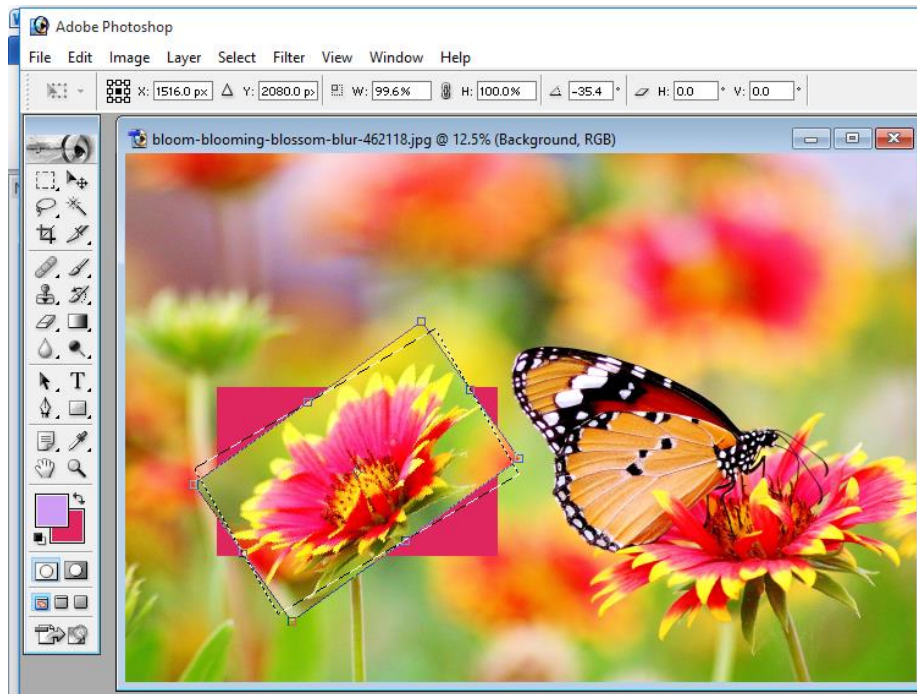 Adobe Photoshop
File Edit Image Layer Select Filter View Window Help
X: 1516.0 px Y: 2080.0 px W: 99.6% H: 100.0% -35.4 ° H: 0.0 ° V: 0.0 °
bloom-blooming-blossom-blur-462118.jpg @ 12.5% (Background, RGB)
T